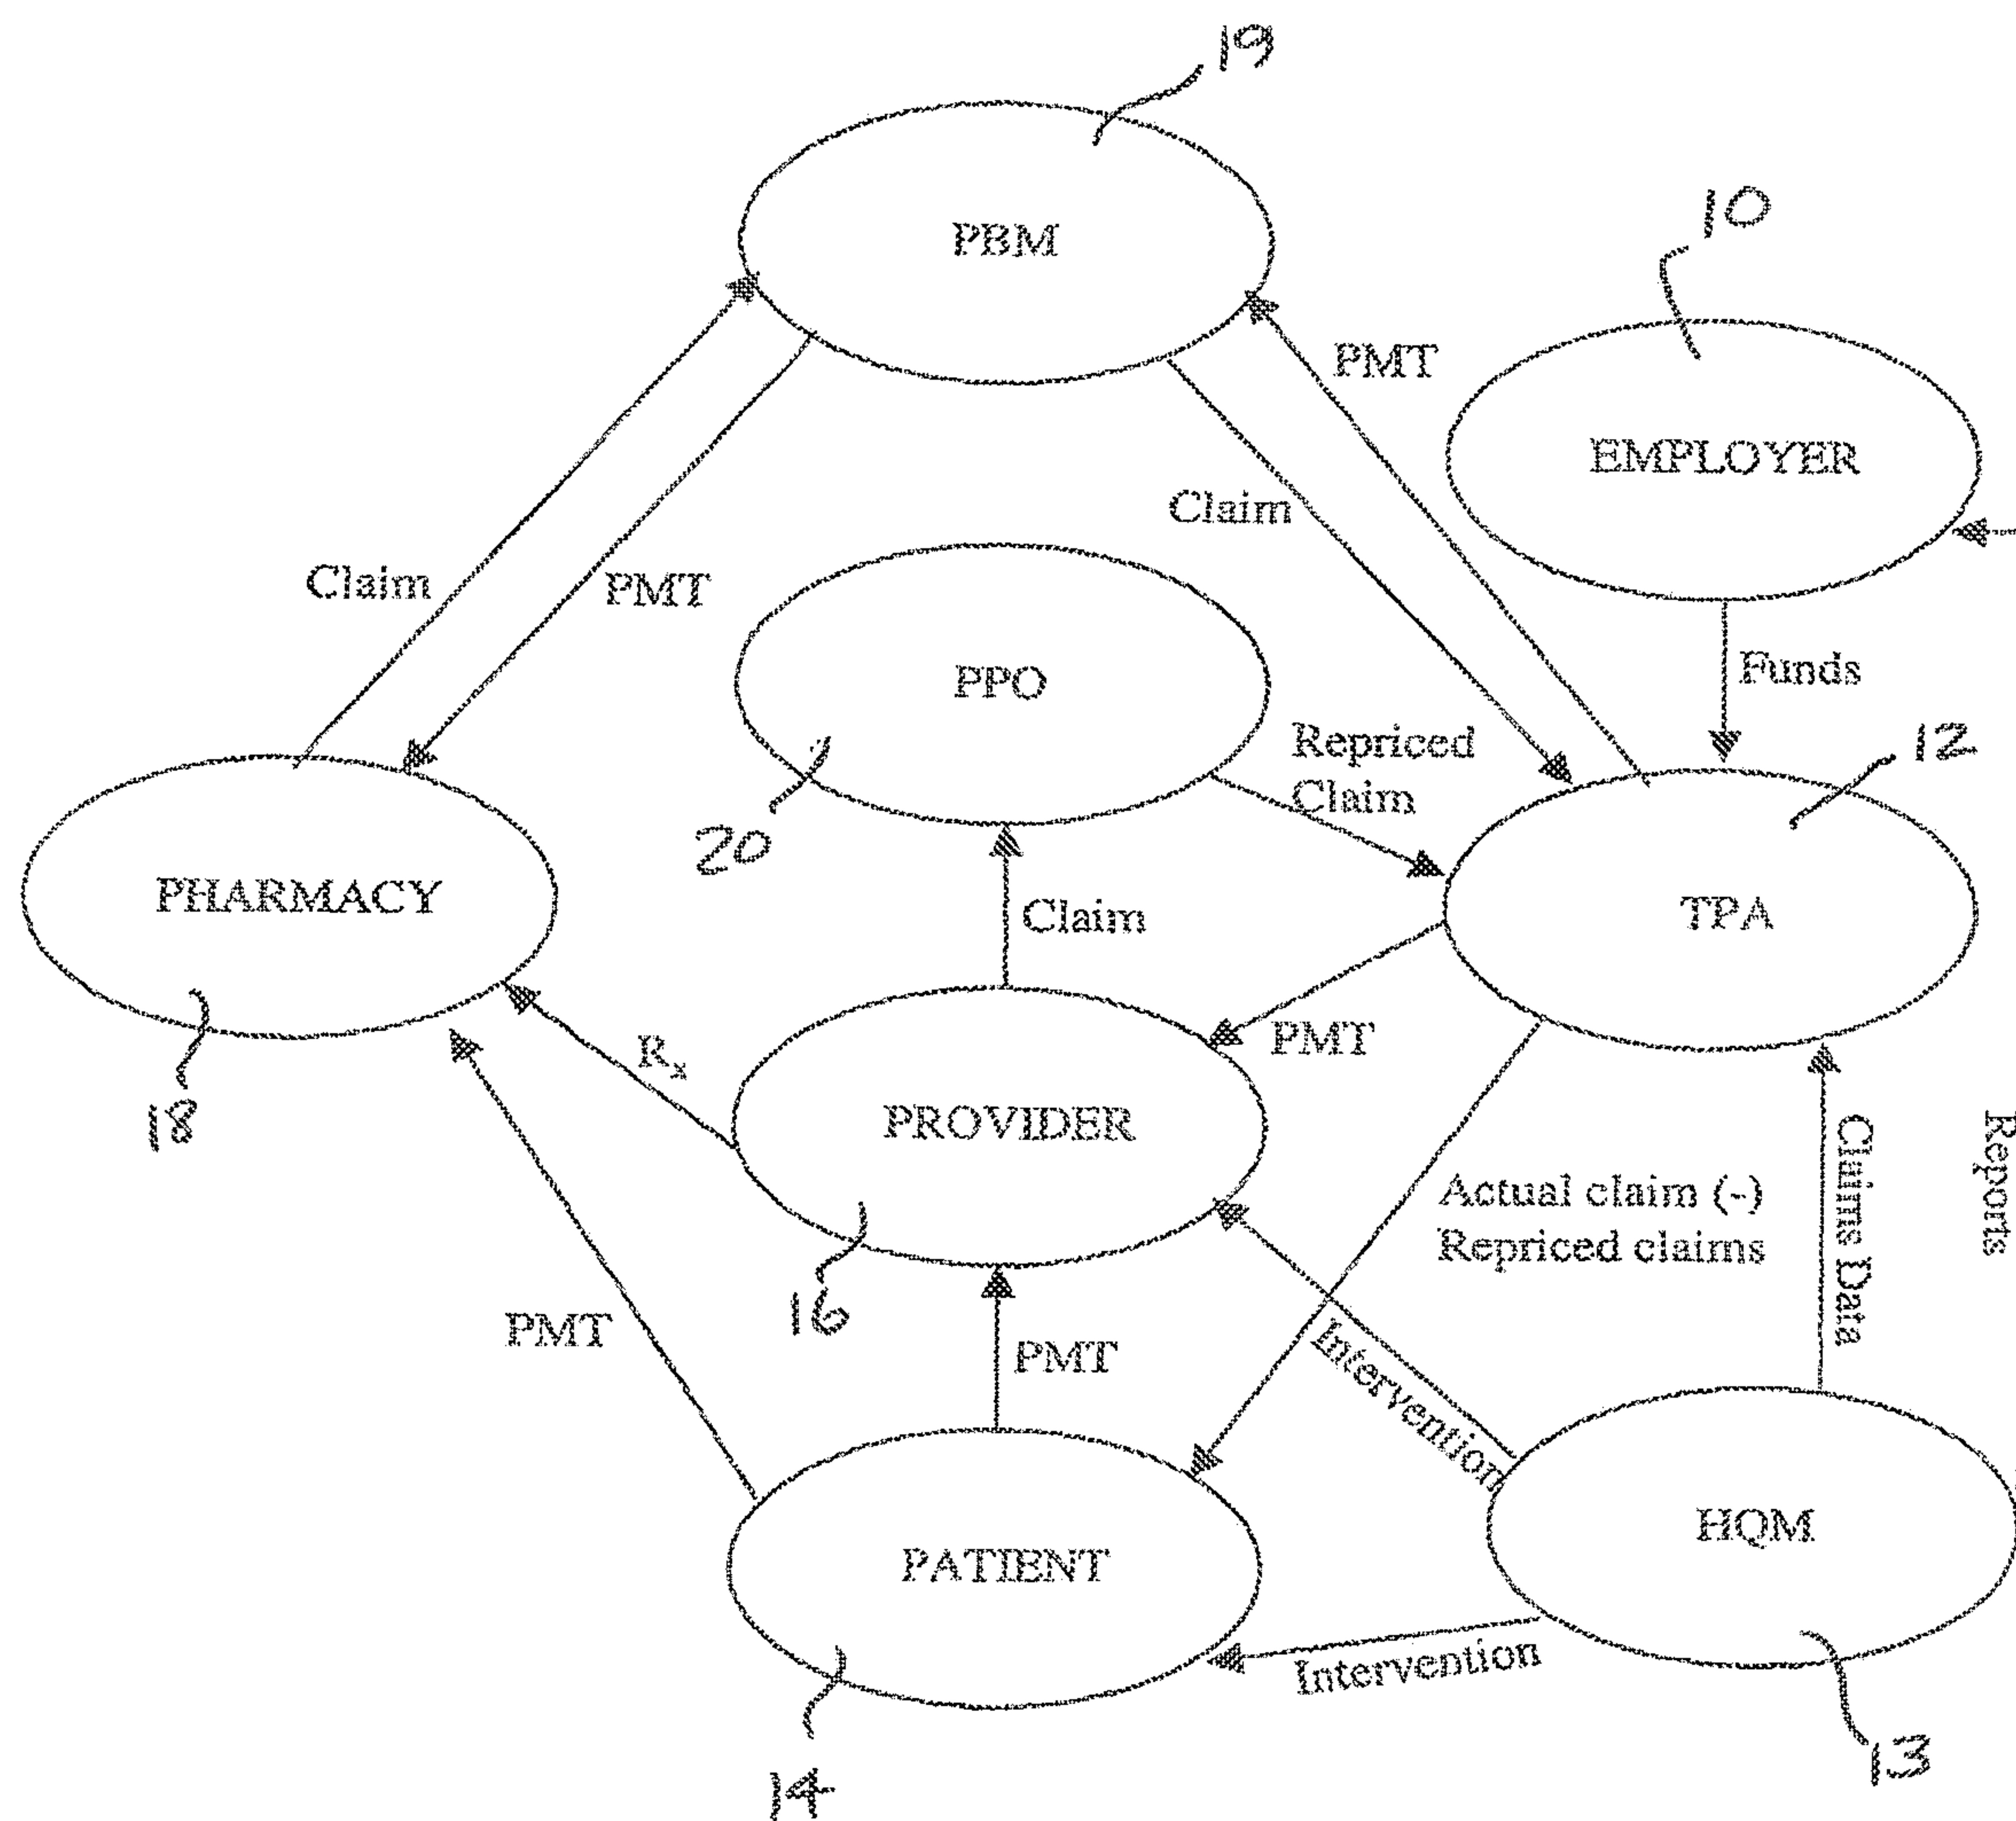 19
PBM
10
PMT
EMPLOYER
Claim
Claim
PMT
PPO
Funds
Repriced
Claim
12
20
PHARMACY
TPA
Claim
R_x
PMT
18
PROVIDER
Reports
Claims Data
Actual claim (-)
Repriced claims
16
PMT
PMT
Intervention
HQM
PATIENT
Intervention
13
14